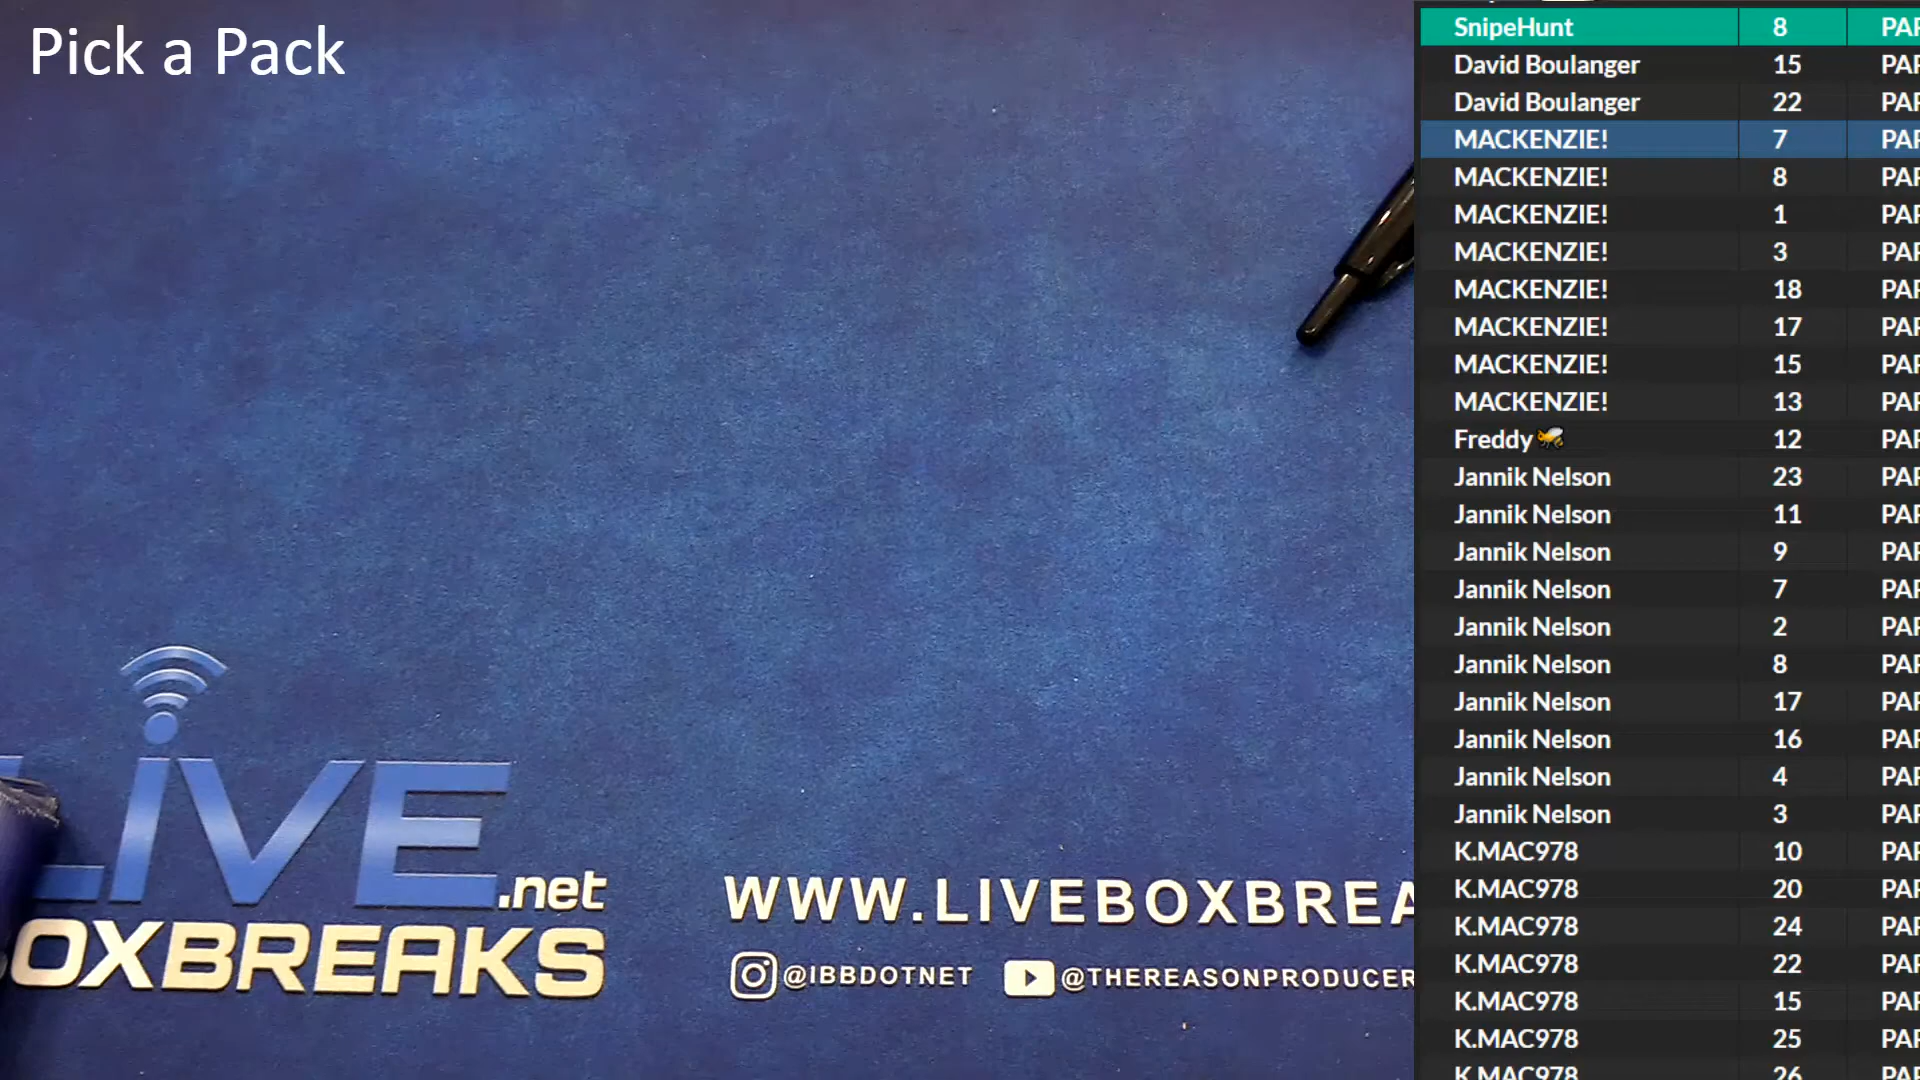 Pick a Pack
SnipeHunt 8
David Boulanger 15
David Boulanger 22
MACKENZIE! 7
MACKENZIE! 8
MACKENZIE! 1
MACKENZIE! 3
MACKENZIE! 18
MACKENZIE! 17
MACKENZIE! 15
MACKENZIE! 13
Freddy🐝 12
Jannik Nelson 23
Jannik Nelson 11
Jannik Nelson 9
Jannik Nelson 7
Jannik Nelson 2
Jannik Nelson 8
Jannik Nelson 17
Jannik Nelson 16
Jannik Nelson 4
Jannik Nelson 3
K.MAC978 10
K.MAC978 20
K.MAC978 24
K.MAC978 22
K.MAC978 15
K.MAC978 25
K.MAC978 26
LIVE.net
OXBREAKS
WWW.LIVEBOXBREA
@IBBDOTNET @THEREASONPRODUCER